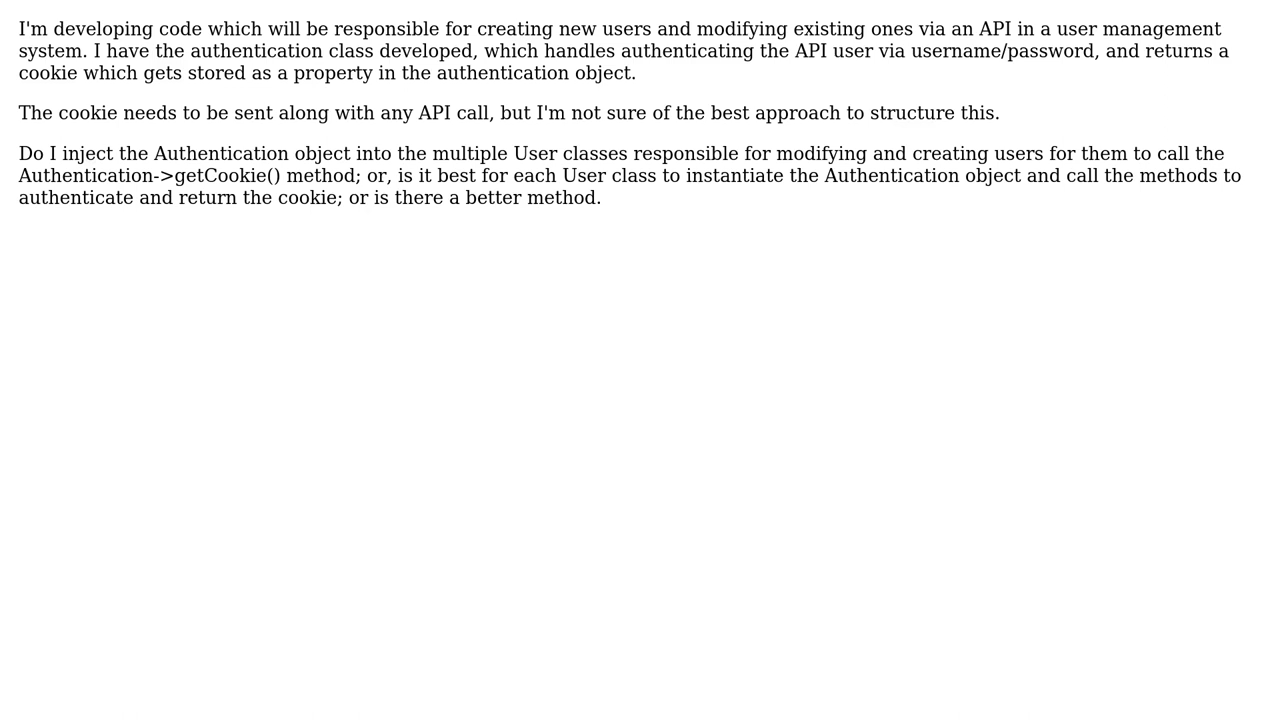 I'm developing code which will be responsible for creating new users and modifying existing ones via an API in a user management
system. I have the authentication class developed, which handles authenticating the API user via username/password, and returns a
cookie which gets stored as a property in the authentication object.
The cookie needs to be sent along with any API call, but I'm not sure of the best approach to structure this.
Do I inject the Authentication object into the multiple User classes responsible for modifying and creating users for them to call the
Authentication->getCookie() method; or, is it best for each User class to instantiate the Authentication object and call the methods to
authenticate and return the cookie; or is there a better method.